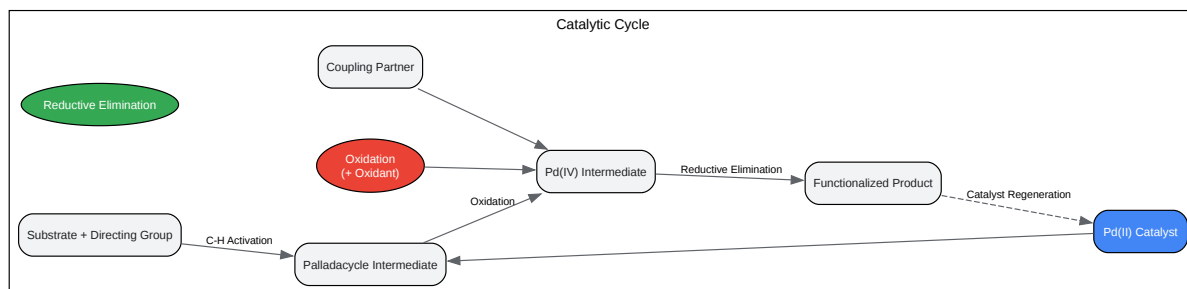 Catalytic Cycle
Coupling Partner
Reductive Elimination
Oxidation
(+ Oxidant)
Pd(IV) Intermediate
Reductive Elimination
Functionalized Product
Catalyst Regeneration
Oxidation
Substrate + Directing Group
C-H Activation
Palladacycle Intermediate
Pd(II) Catalyst